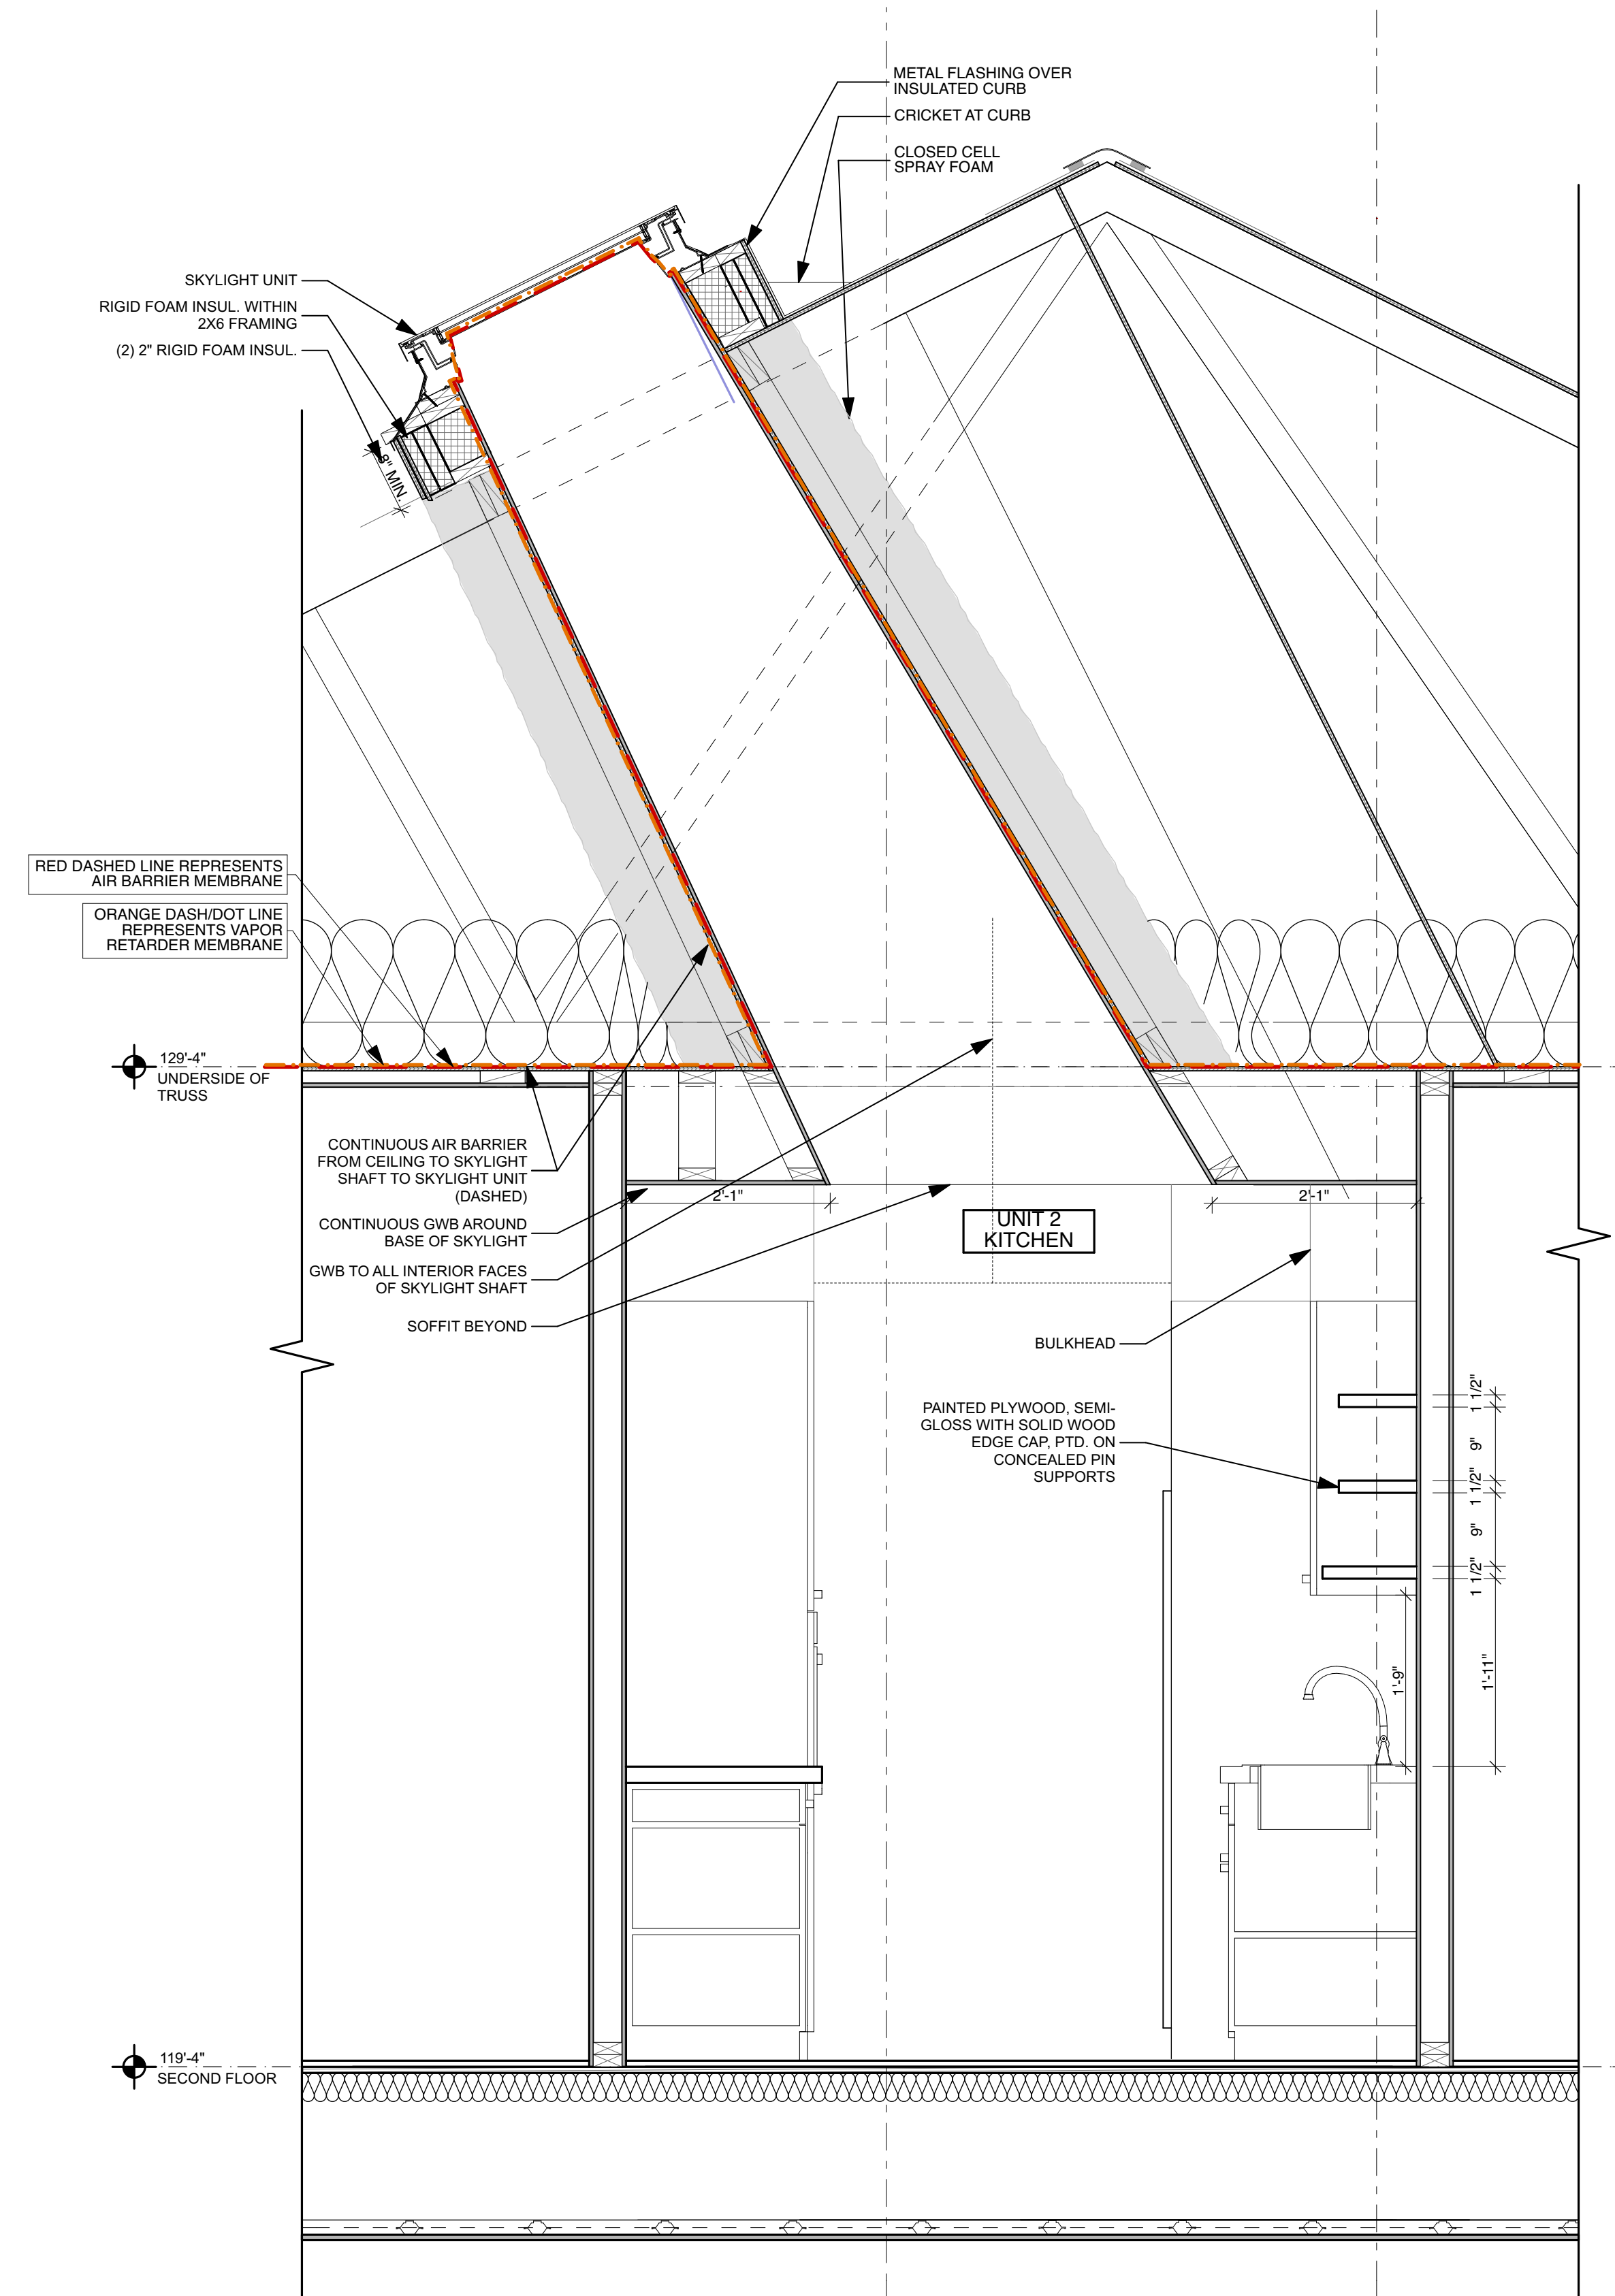 METAL FLASHING OVER
INSULATED CURB
CRICKET AT CURB
CLOSED CELL
SPRAY FOAM
SKYLIGHT UNIT
RIGID FOAM INSUL. WITHIN
2X6 FRAMING
(2) 2" RIGID FOAM INSUL.
8" MIN.
RED DASHED LINE REPRESENTS
AIR BARRIER MEMBRANE
ORANGE DASH/DOT LINE
REPRESENTS VAPOR
RETARDER MEMBRANE
129'-4"
UNDERSIDE OF
TRUSS
CONTINUOUS AIR BARRIER
FROM CEILING TO SKYLIGHT
SHAFT TO SKYLIGHT UNIT
(DASHED)
2'-1"
2'-1"
CONTINUOUS GWB AROUND
BASE OF SKYLIGHT
UNIT 2
KITCHEN
GWB TO ALL INTERIOR FACES
OF SKYLIGHT SHAFT
SOFFIT BEYOND
BULKHEAD
PAINTED PLYWOOD, SEMI-
GLOSS WITH SOLID WOOD
EDGE CAP, PTD. ON
CONCEALED PIN
SUPPORTS
1 1/2"
9"
1 1/2"
9"
1 1/2"
1'-9"
1'-11"
119'-4"
SECOND FLOOR